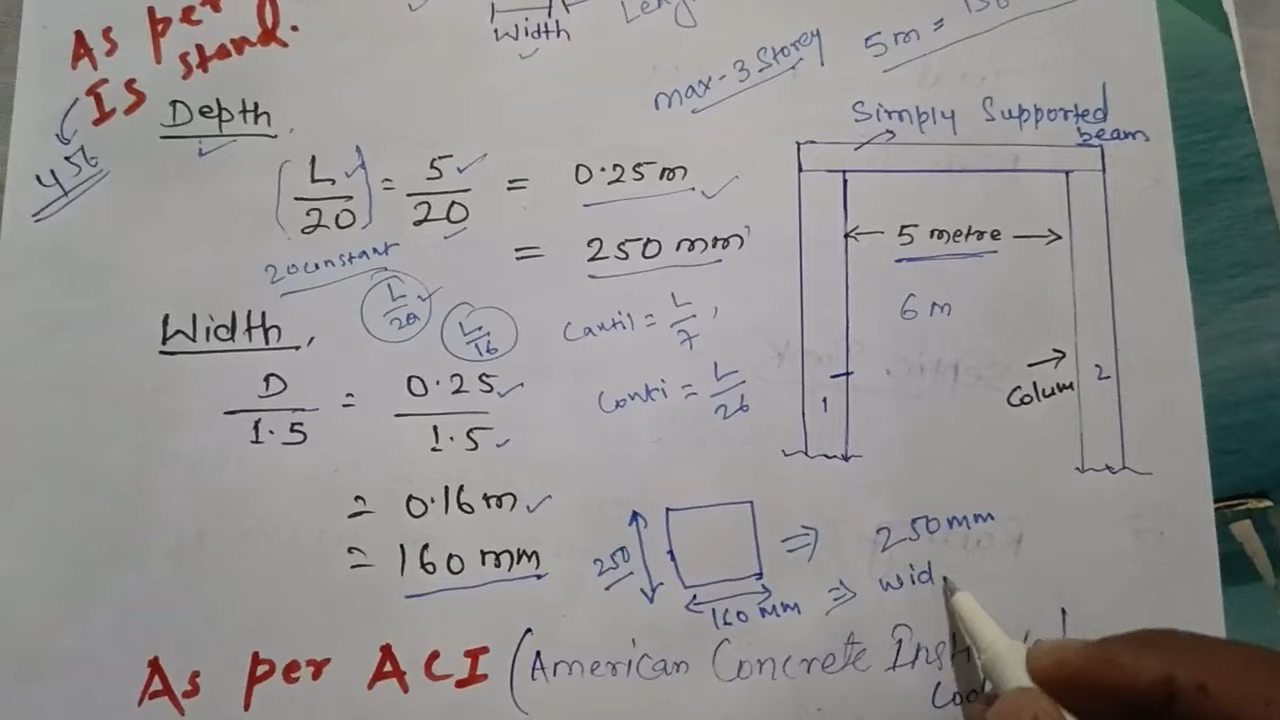 As per
IS stand.
456
Width
max-3 Storey
5m =
Depth
L/20 = 5/20 = 0.25m
= 250 mm
20 constant
L/20
L/16
Cantil = L/7,
Conti = L/26
Width,
D/1.5 = 0.25/1.5
= 0.16m
= 160 mm
Simply Supported
beam
5 metre
6m
Colum
1
2
250
160 mm
⇒ 250mm
⇒ wid
As per ACI (American Concrete